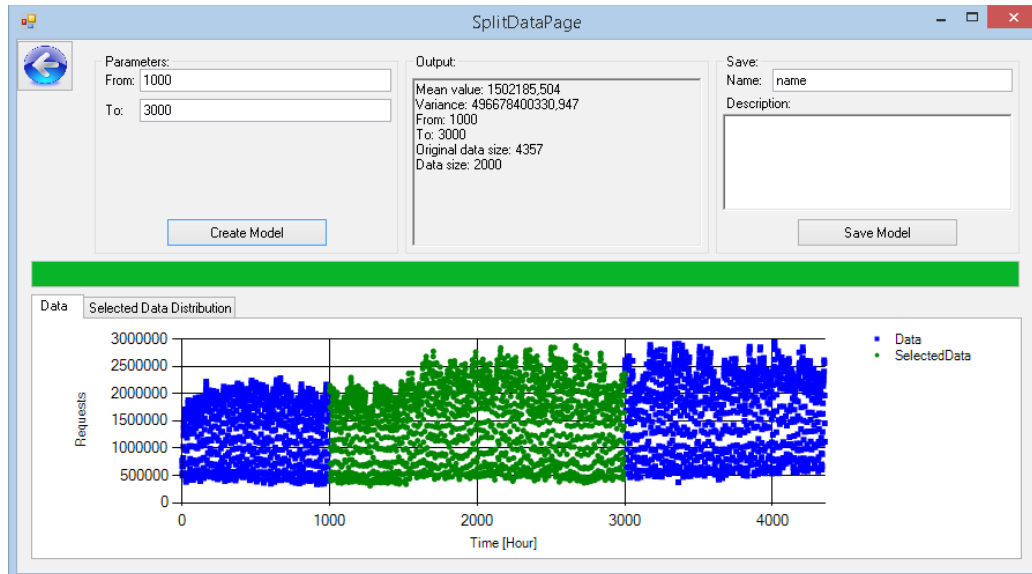 SplitDataPage
Parameters:
From: 1000
To: 3000
Create Model
Output:
Mean value: 1502185,504
Variance: 496678400330,947
From: 1000
To: 3000
Original data size: 4357
Data size: 2000
Save:
Name: name
Description:
Save Model
Data
Selected Data Distribution
3000000
2500000
2000000
1500000
1000000
500000
0
Requests
0 1000 2000 3000 4000
Time [Hour]
Data
SelectedData